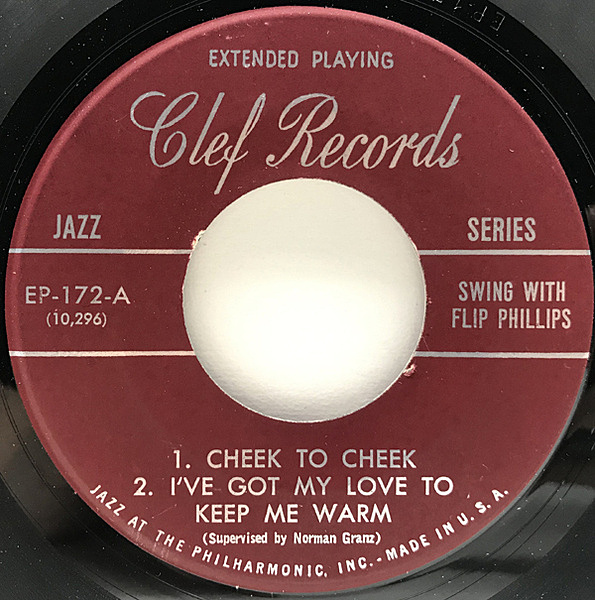 EXTENDED PLAYING
Clef Records
JAZZ SERIES
EP-172-A
(10,296)
SWING WITH
FLIP PHILLIPS
1. CHEEK TO CHEEK
2. I'VE GOT MY LOVE TO
KEEP ME WARM
(Supervised by Norman Granz)
JAZZ AT THE PHILHARMONIC, INC. - MADE IN U.S.A.